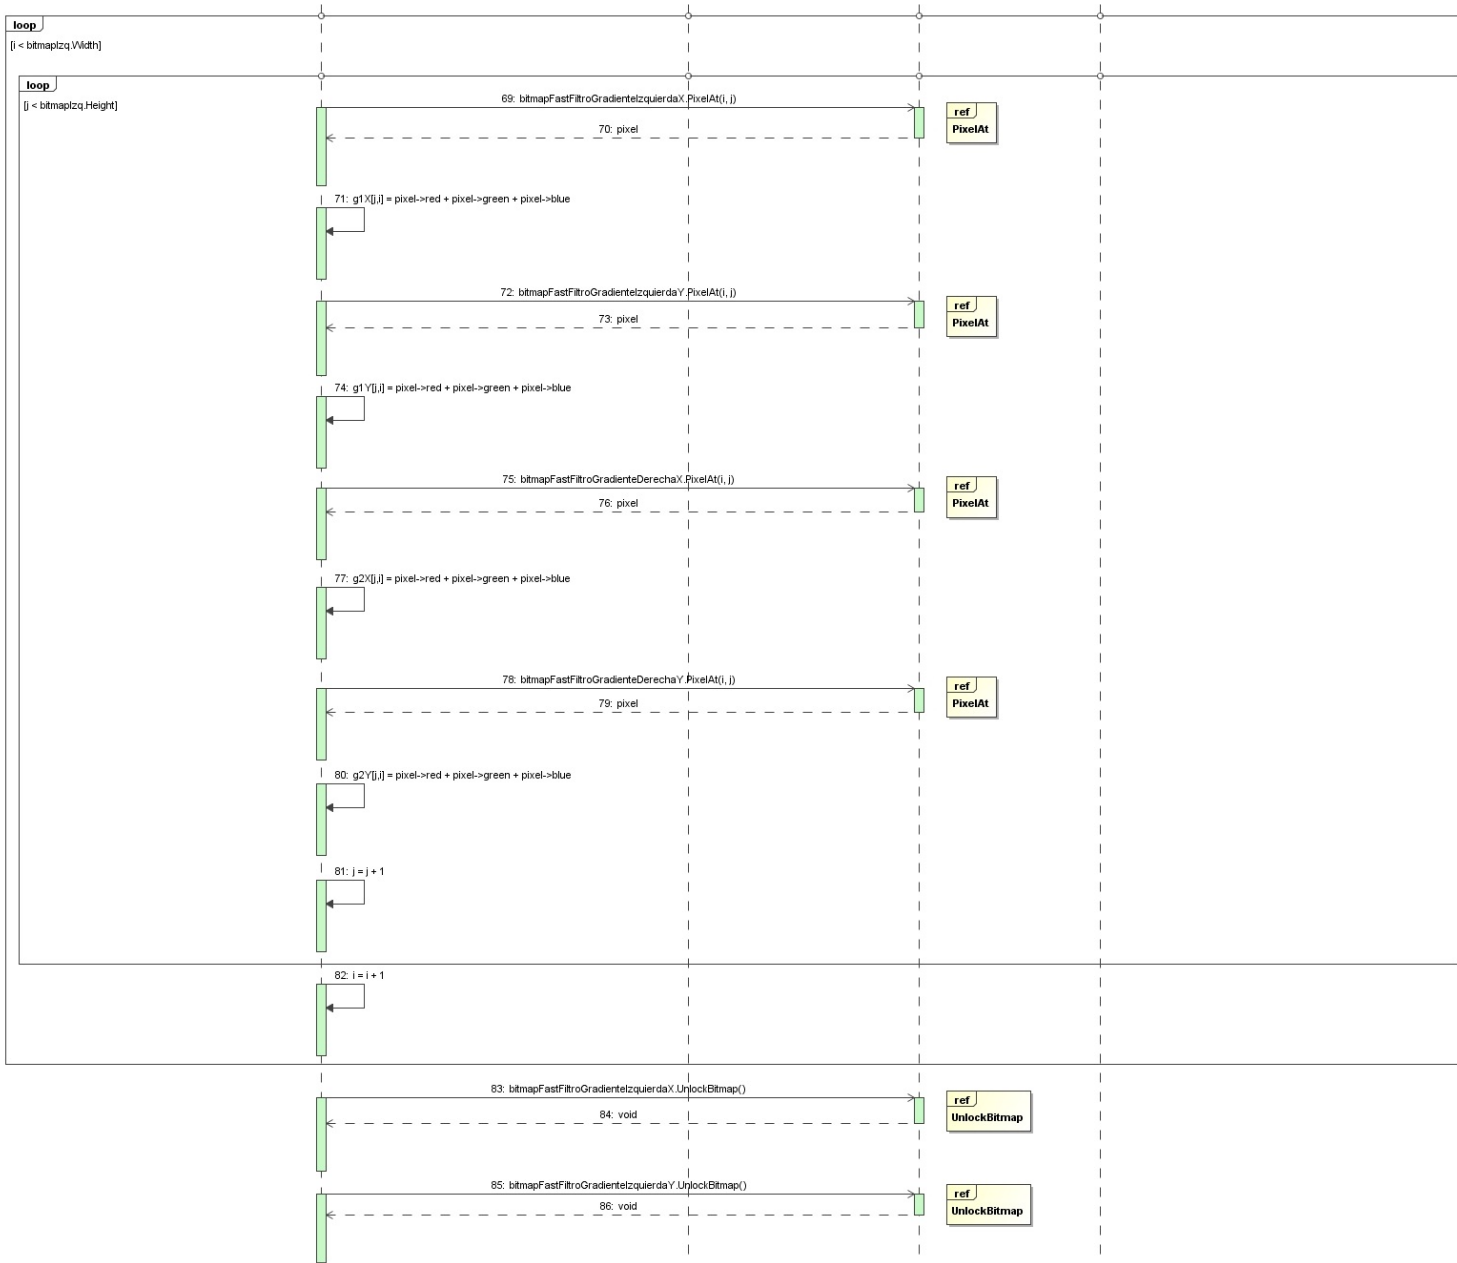 loop
[i < bitmapIzq.Width]
loop
[j < bitmapIzq.Height]
69: bitmapFastFiltroGradienteIzquierdaX.PixelAt(i, j)
ref
PixelAt
70: pixel
71: g1X[j,i] = pixel->red + pixel->green + pixel->blue
72: bitmapFastFiltroGradienteIzquierdaY.PixelAt(i, j)
ref
PixelAt
73: pixel
74: g1Y[j,i] = pixel->red + pixel->green + pixel->blue
75: bitmapFastFiltroGradienteDerechaX.PixelAt(i, j)
ref
PixelAt
76: pixel
77: g2X[j,i] = pixel->red + pixel->green + pixel->blue
78: bitmapFastFiltroGradienteDerechaY.PixelAt(i, j)
ref
PixelAt
79: pixel
80: g2Y[j,i] = pixel->red + pixel->green + pixel->blue
81: j = j + 1
82: i = i + 1
83: bitmapFastFiltroGradienteIzquierdaX.UnlockBitmap()
ref
UnlockBitmap
84: void
85: bitmapFastFiltroGradienteIzquierdaY.UnlockBitmap()
ref
UnlockBitmap
86: void